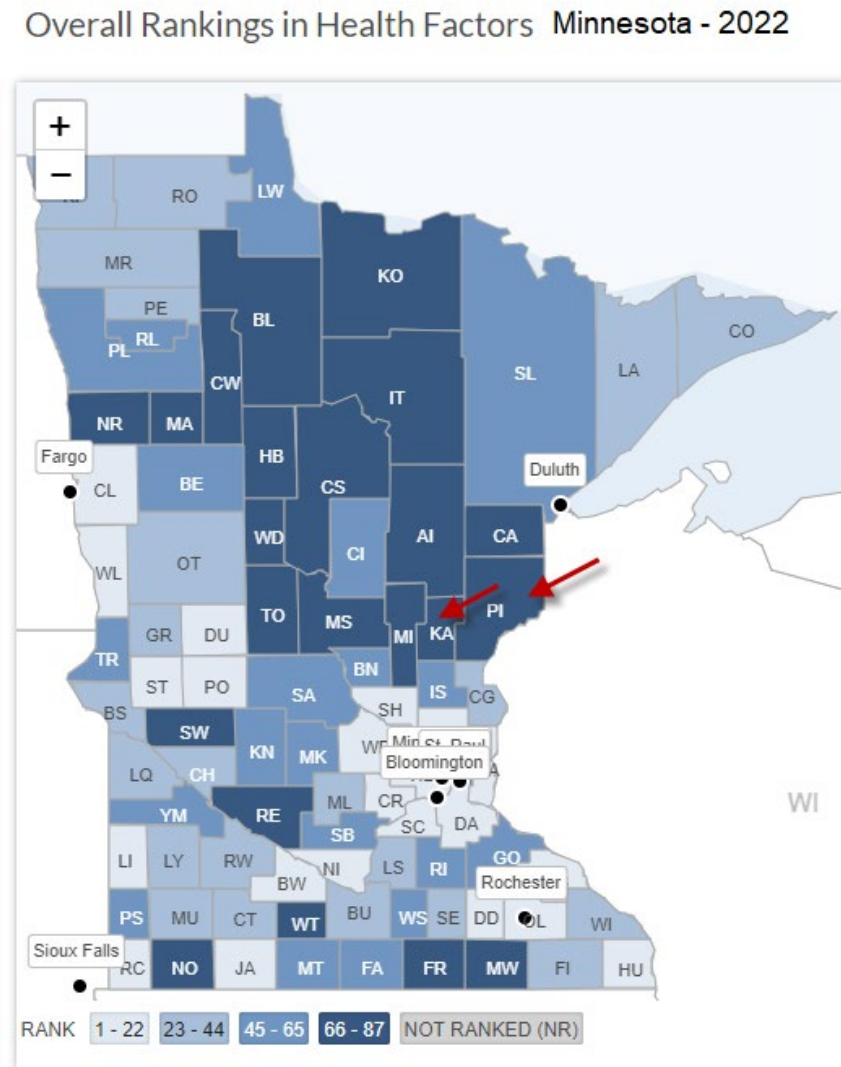 Overall Rankings in Health Factors Minnesota - 2022
+
−
RO
LW
MR
KO
PE
BL
CO
RL
PL
LA
SL
CW
IT
NR
MA
Fargo
HB
Duluth
CL
BE
CS
WD
AI
CA
CI
OT
WL
TO
MS
PI
GR
DU
MI
KA
TR
BN
ST
PO
SA
IS
CG
BS
SH
SW
KN
MK
St. Paul
Bloomington
LQ
CH
WI
ML
CR
YM
RE
SB
SC
DA
LI
LY
RW
NI
LS
RI
GO
BW
Rochester
PS
MU
CT
WT
BU
WS
SE
DD
OL
WI
Sioux Falls
RC
NO
JA
MT
FA
FR
MW
FI
HU
RANK 1 - 22 23 - 44 45 - 65 66 - 87 NOT RANKED (NR)